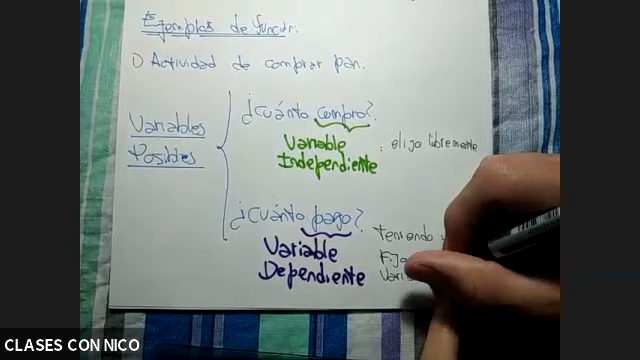 Ejemplos de función.
1) Actividad de comprar pan.
¿Cuánto compro?.
Variables
Posibles
Variable
Independiente
: elijo libremente
¿Cuánto pago?
Variable
Dependiente
Teniendo
CLASES CON NICO